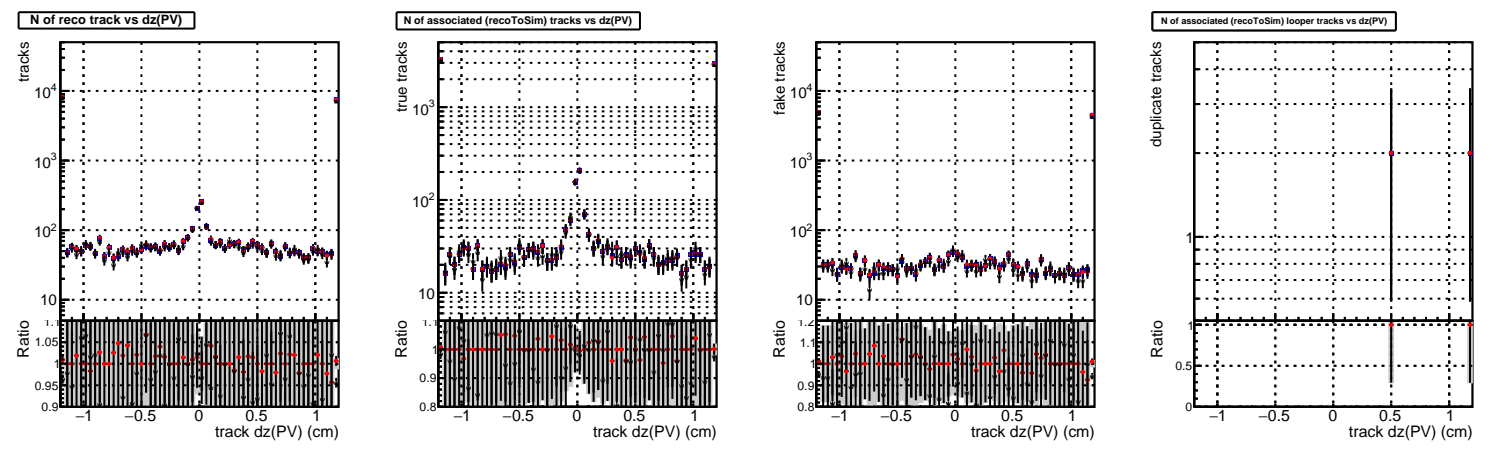 N of reco track vs dz(PV)
tracks
10⁴
10³
10²
10
Ratio
1.1
1.05
1
0.95
0.9
−1 −0.5 0 0.5 1
track dz(PV) (cm)
N of associated (recoToSim) tracks vs dz(PV)
true tracks
10³
10²
10
Ratio
1.1
1
0.9
0.8
−1 −0.5 0 0.5 1
track dz(PV) (cm)
fake tracks
10⁴
10³
10²
10
Ratio
1.2
1.1
1
0.9
0.8
−1 −0.5 0 0.5 1
track dz(PV) (cm)
N of associated (recoToSim) looper tracks vs dz(PV)
duplicate tracks
1
Ratio
1
0.5
0
−1 −0.5 0 0.5 1
track dz(PV) (cm)